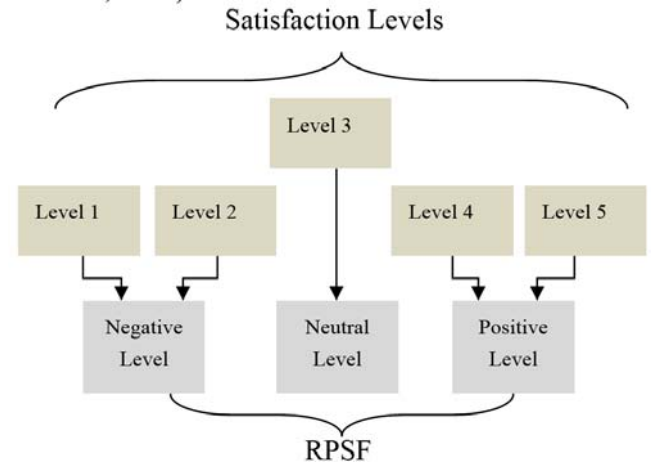 Satisfaction Levels
Level 3
Level 1
Level 2
Level 4
Level 5
Negative
Level
Neutral
Level
Positive
Level
RPSF